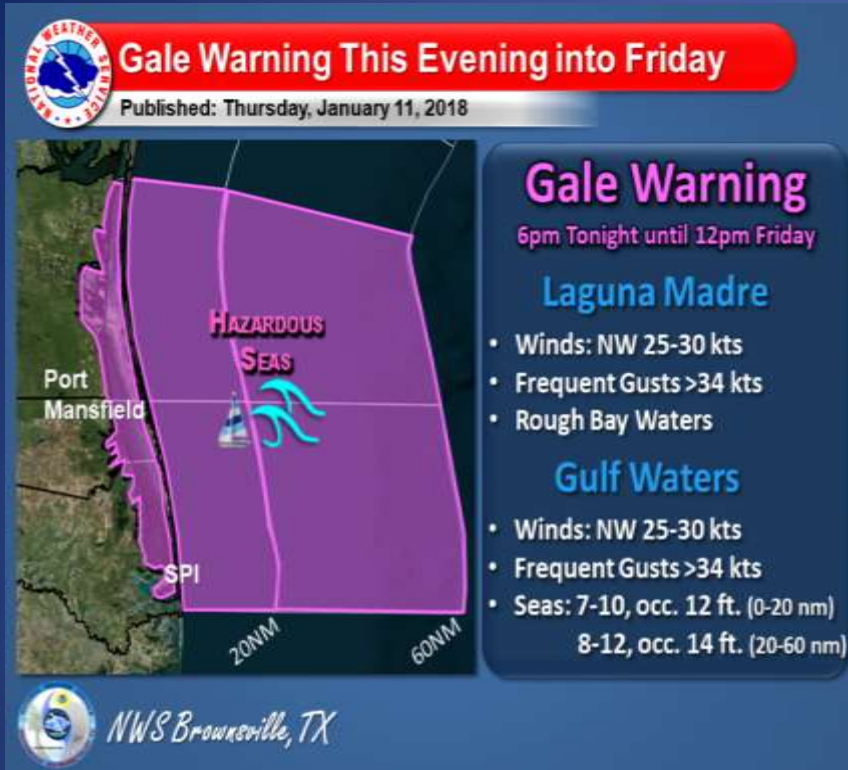 NATIONAL WEATHER SERVICE
Gale Warning This Evening into Friday
Published: Thursday, January 11, 2018
HAZARDOUS
SEAS
Port
Mansfield
SPI
20NM
60NM
Gale Warning
6pm Tonight until 12pm Friday
Laguna Madre
• Winds: NW 25-30 kts
• Frequent Gusts >34 kts
• Rough Bay Waters
Gulf Waters
• Winds: NW 25-30 kts
• Frequent Gusts >34 kts
• Seas: 7-10, occ. 12 ft. (0-20 nm)
8-12, occ. 14 ft. (20-60 nm)
NWS Brownsville, TX